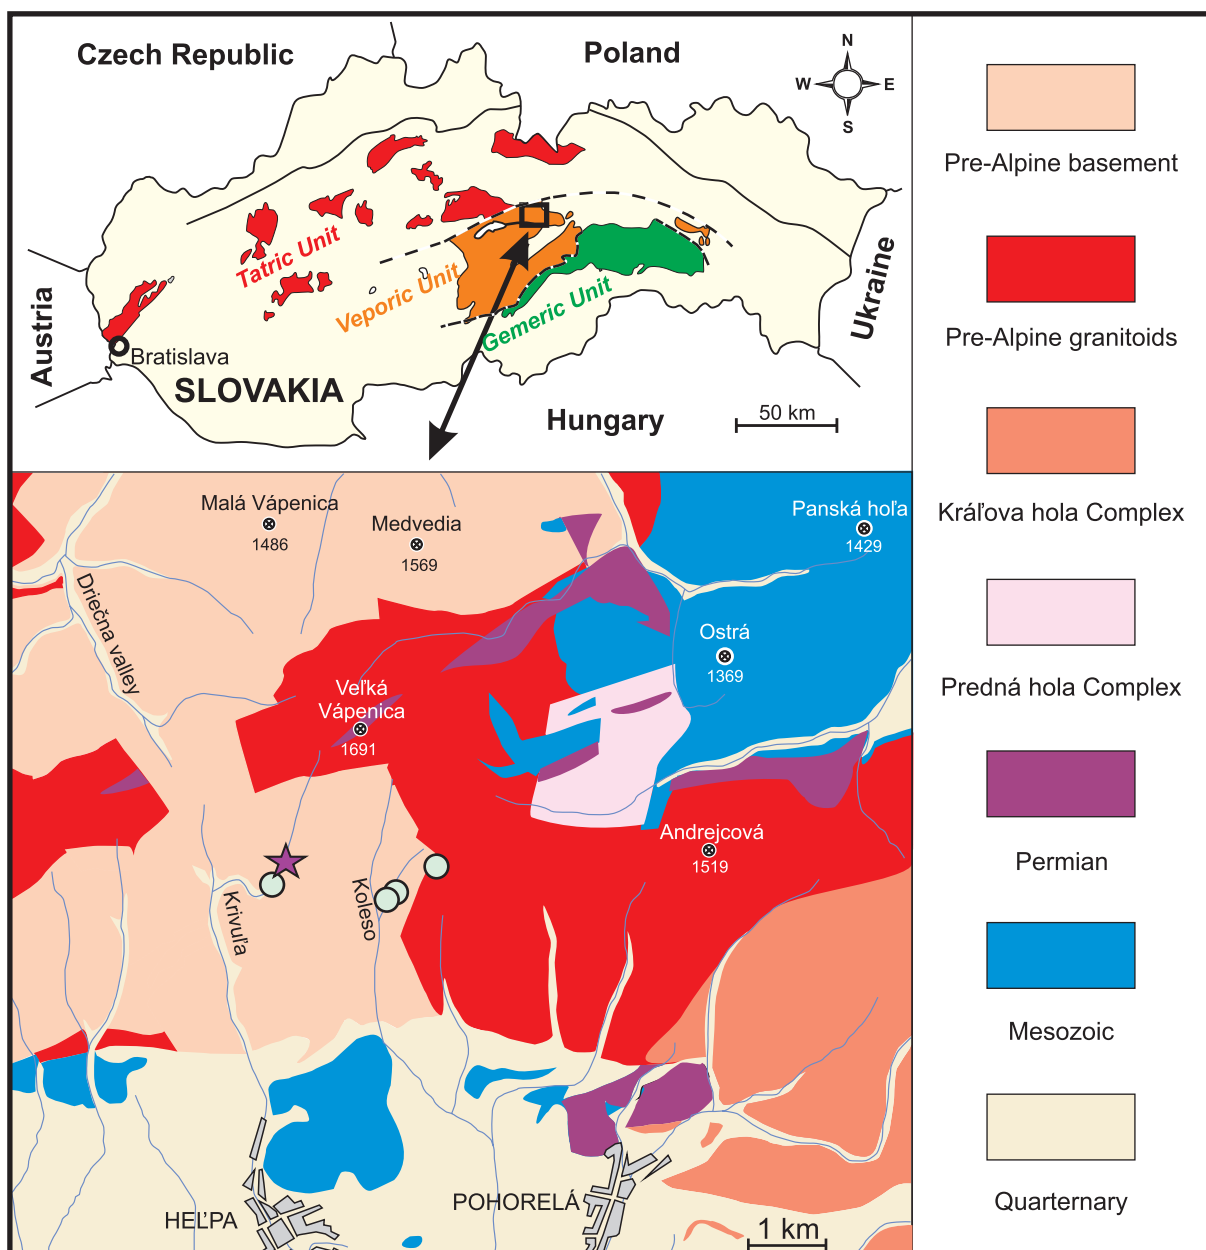 Czech Republic
Poland
N
W
E
S
Tatric Unit
Veporic Unit
Gemeric Unit
Austria
Ukraine
Bratislava
SLOVAKIA
Hungary
50 km
Malá Vápenica
1486
Medvedia
1569
Panská hoľa
1429
Driečna valley
Ostrá
1369
Veľká
Vápenica
1691
Andrejcová
1519
Krivuľa
Koleso
HEĽPA
POHORELÁ
1 km
Pre-Alpine basement
Pre-Alpine granitoids
Kráľova hola Complex
Predná hola Complex
Permian
Mesozoic
Quarternary